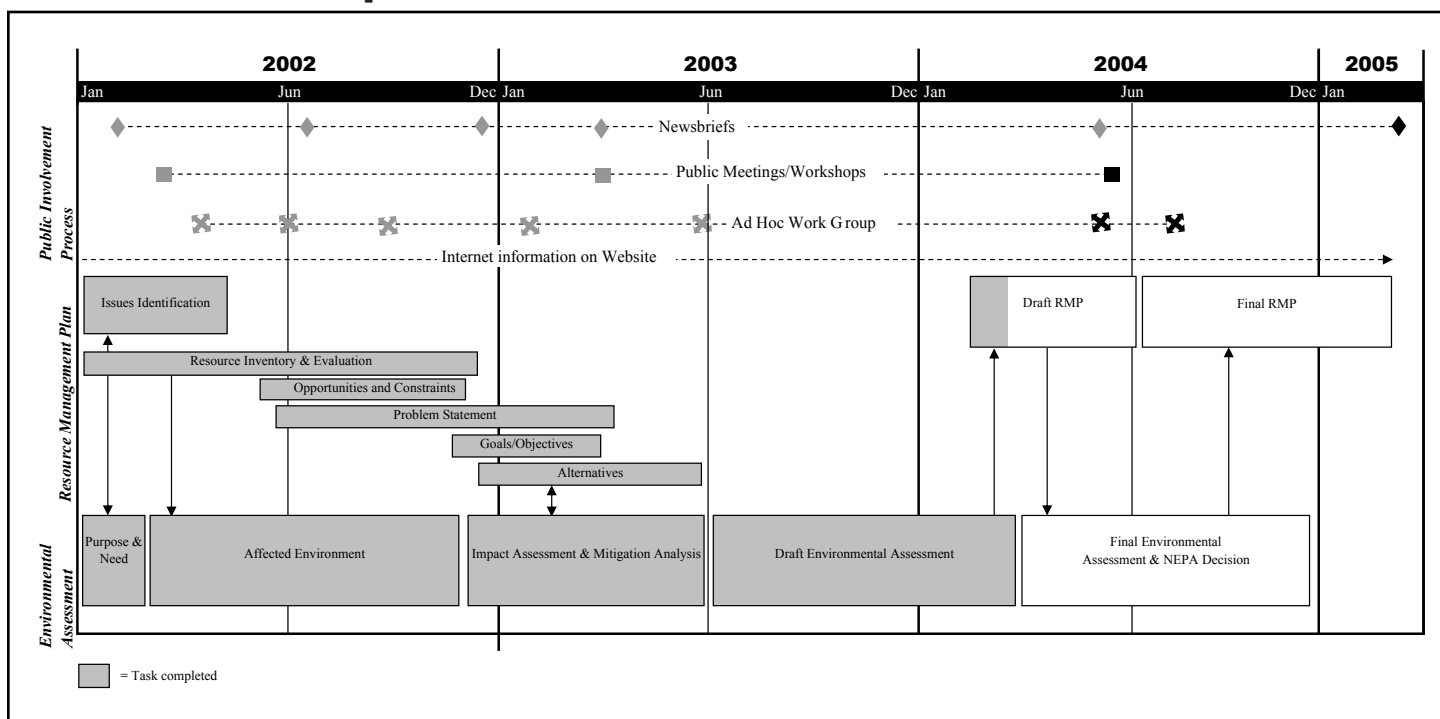 2002 2003 2004 2005
Jan Jun Dec Jan Jun Dec Jan Jun Dec Jan
Public Involvement
Process
Newsbriefs
Public Meetings/Workshops
Ad Hoc Work Group
Internet information on Website
Resource Management Plan
Issues Identification
Draft RMP
Final RMP
Resource Inventory & Evaluation
Opportunities and Constraints
Problem Statement
Goals/Objectives
Alternatives
Environmental
Assessment
Purpose &
Need
Affected Environment
Impact Assessment & Mitigation Analysis
Draft Environmental Assessment
Final Environmental
Assessment & NEPA Decision
= Task completed